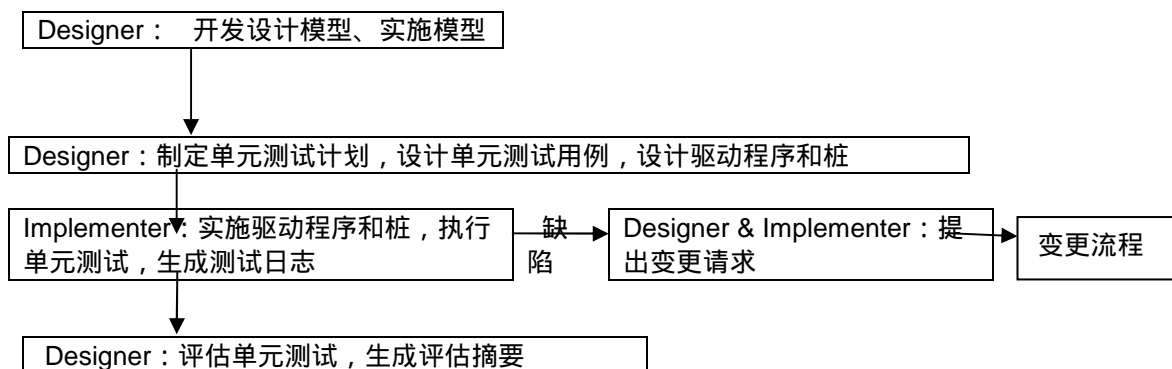 Designer： 开发设计模型、实施模型
Designer：制定单元测试计划，设计单元测试用例，设计驱动程序和桩
Implementer：实施驱动程序和桩，执行
单元测试，生成测试日志
缺
陷
Designer & Implementer：提
出变更请求
变更流程
Designer：评估单元测试，生成评估摘要